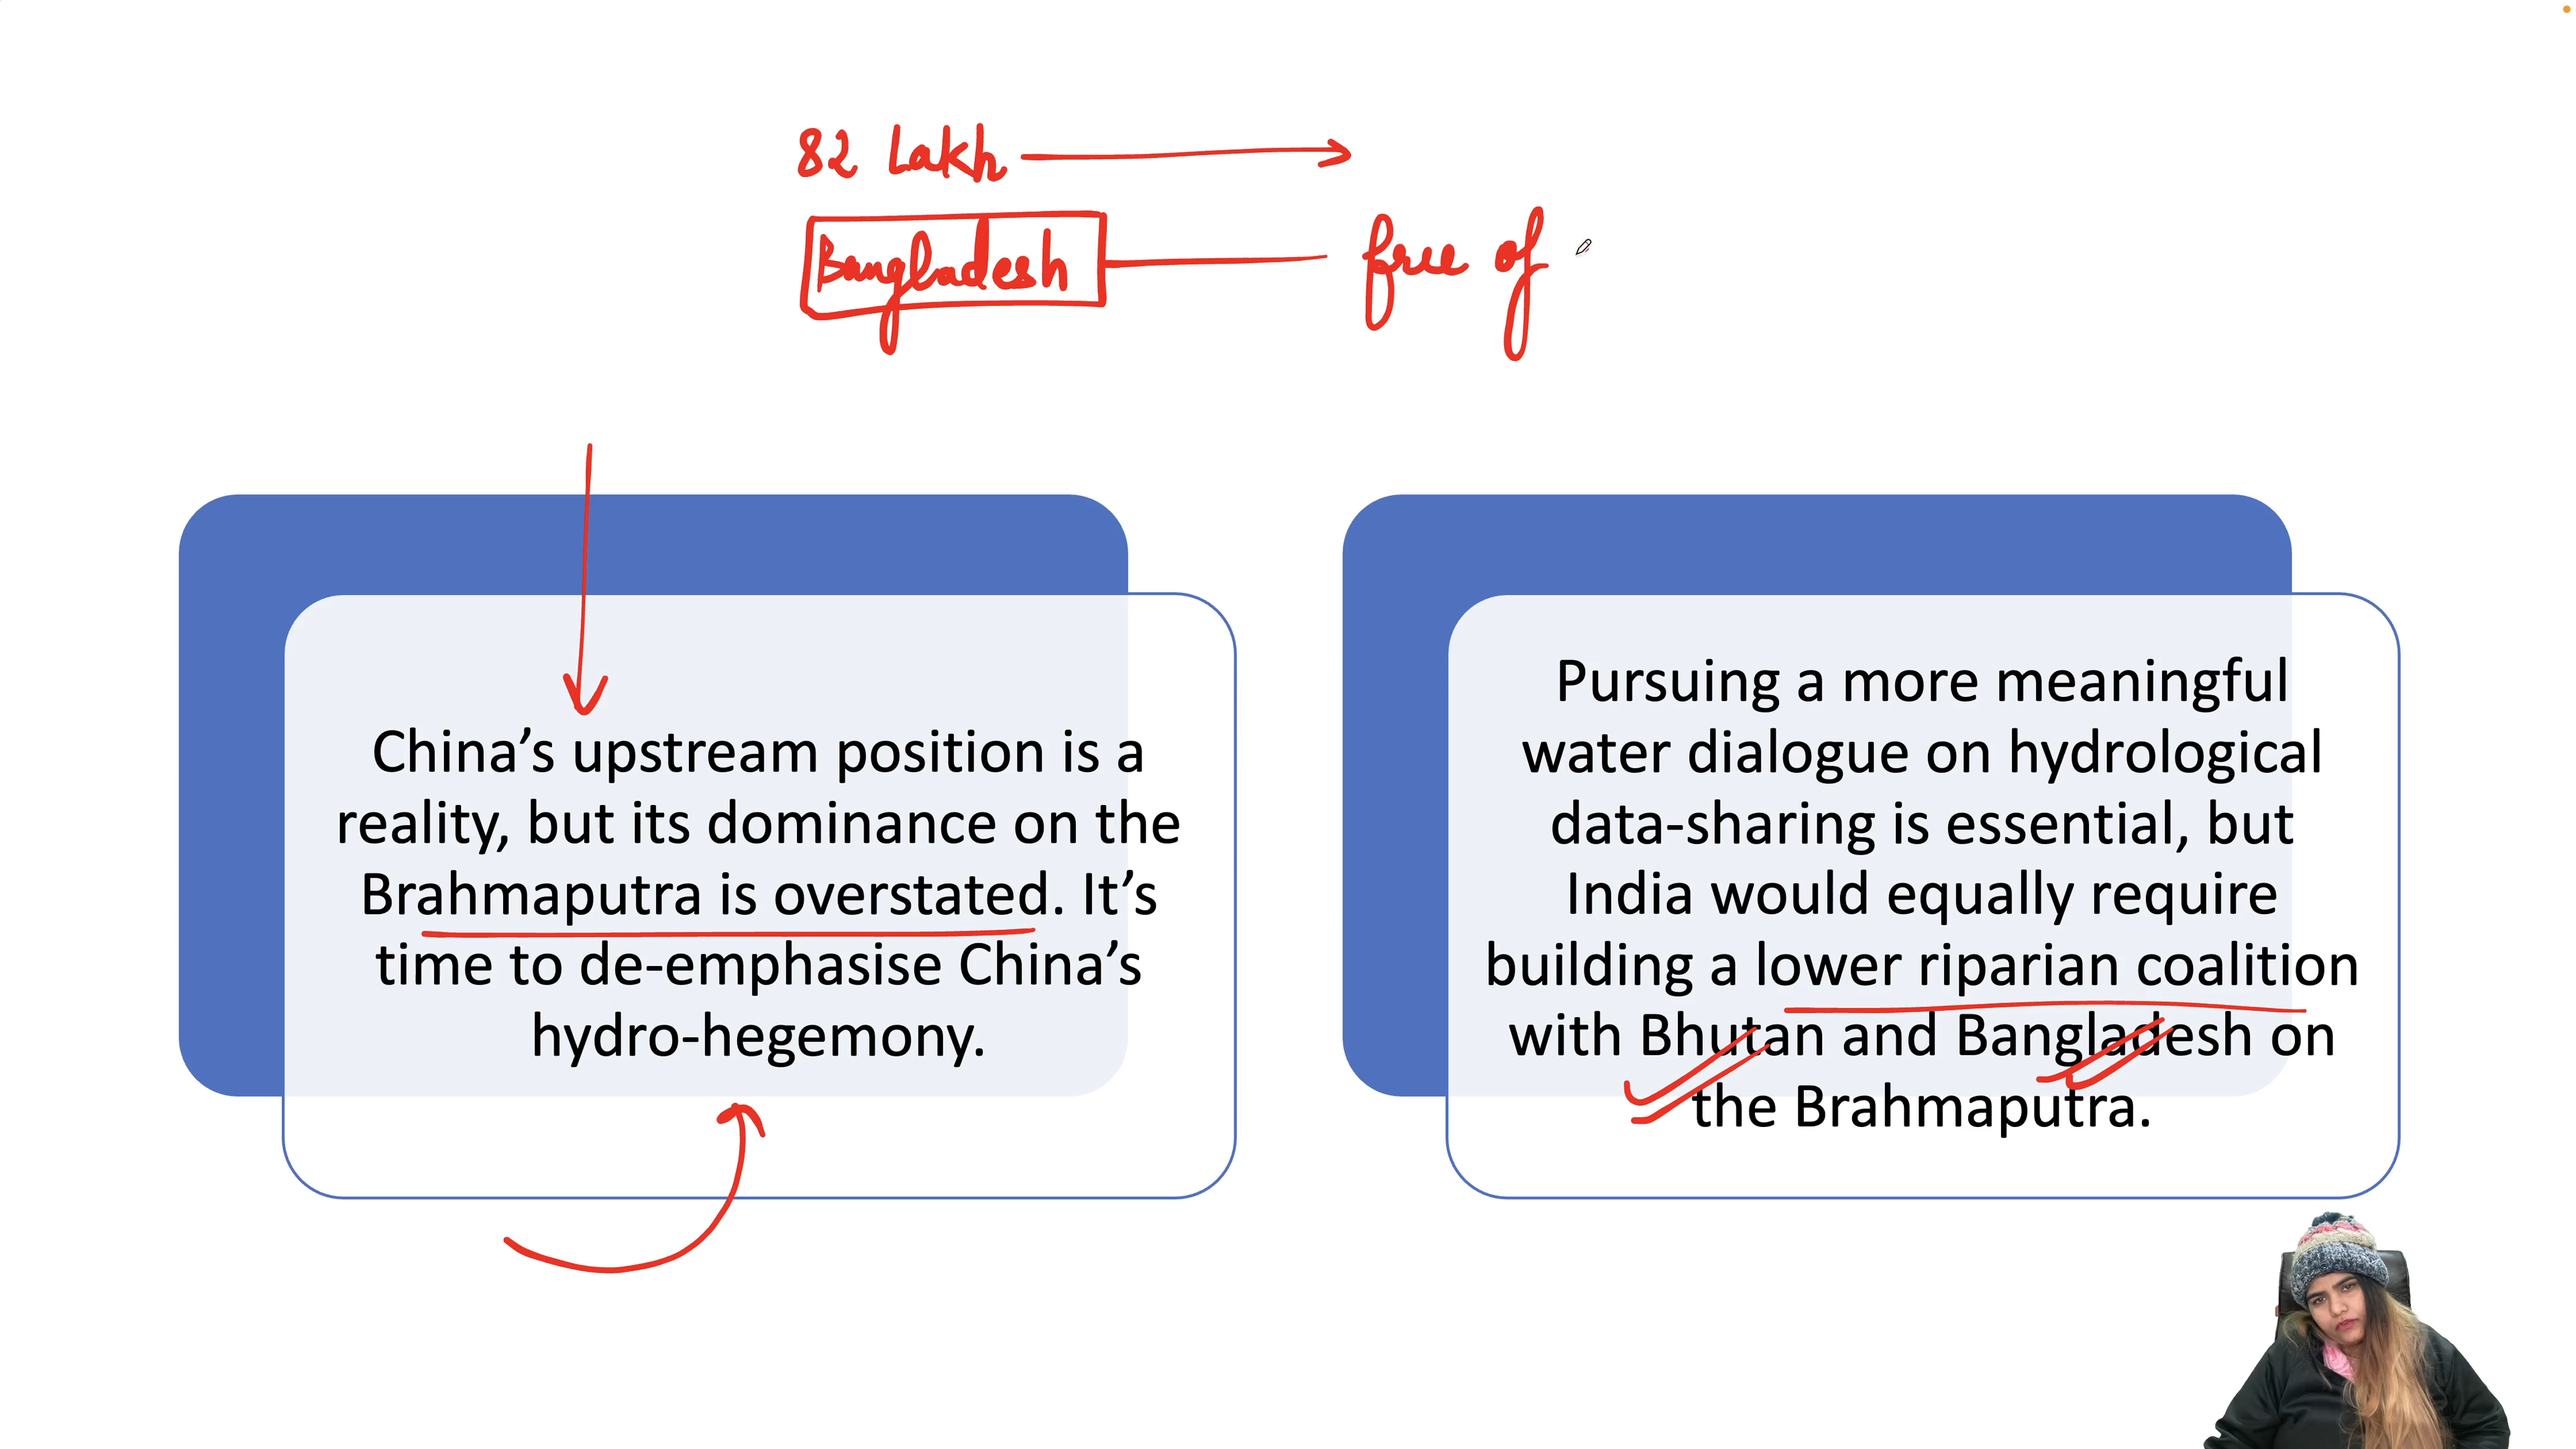 82 Lakh
Bangladesh
free of
China’s upstream position is a
reality, but its dominance on the
Brahmaputra is overstated. It’s
time to de-emphasise China’s
hydro-hegemony.
Pursuing a more meaningful
water dialogue on hydrological
data-sharing is essential, but
India would equally require
building a lower riparian coalition
with Bhutan and Bangladesh on
the Brahmaputra.